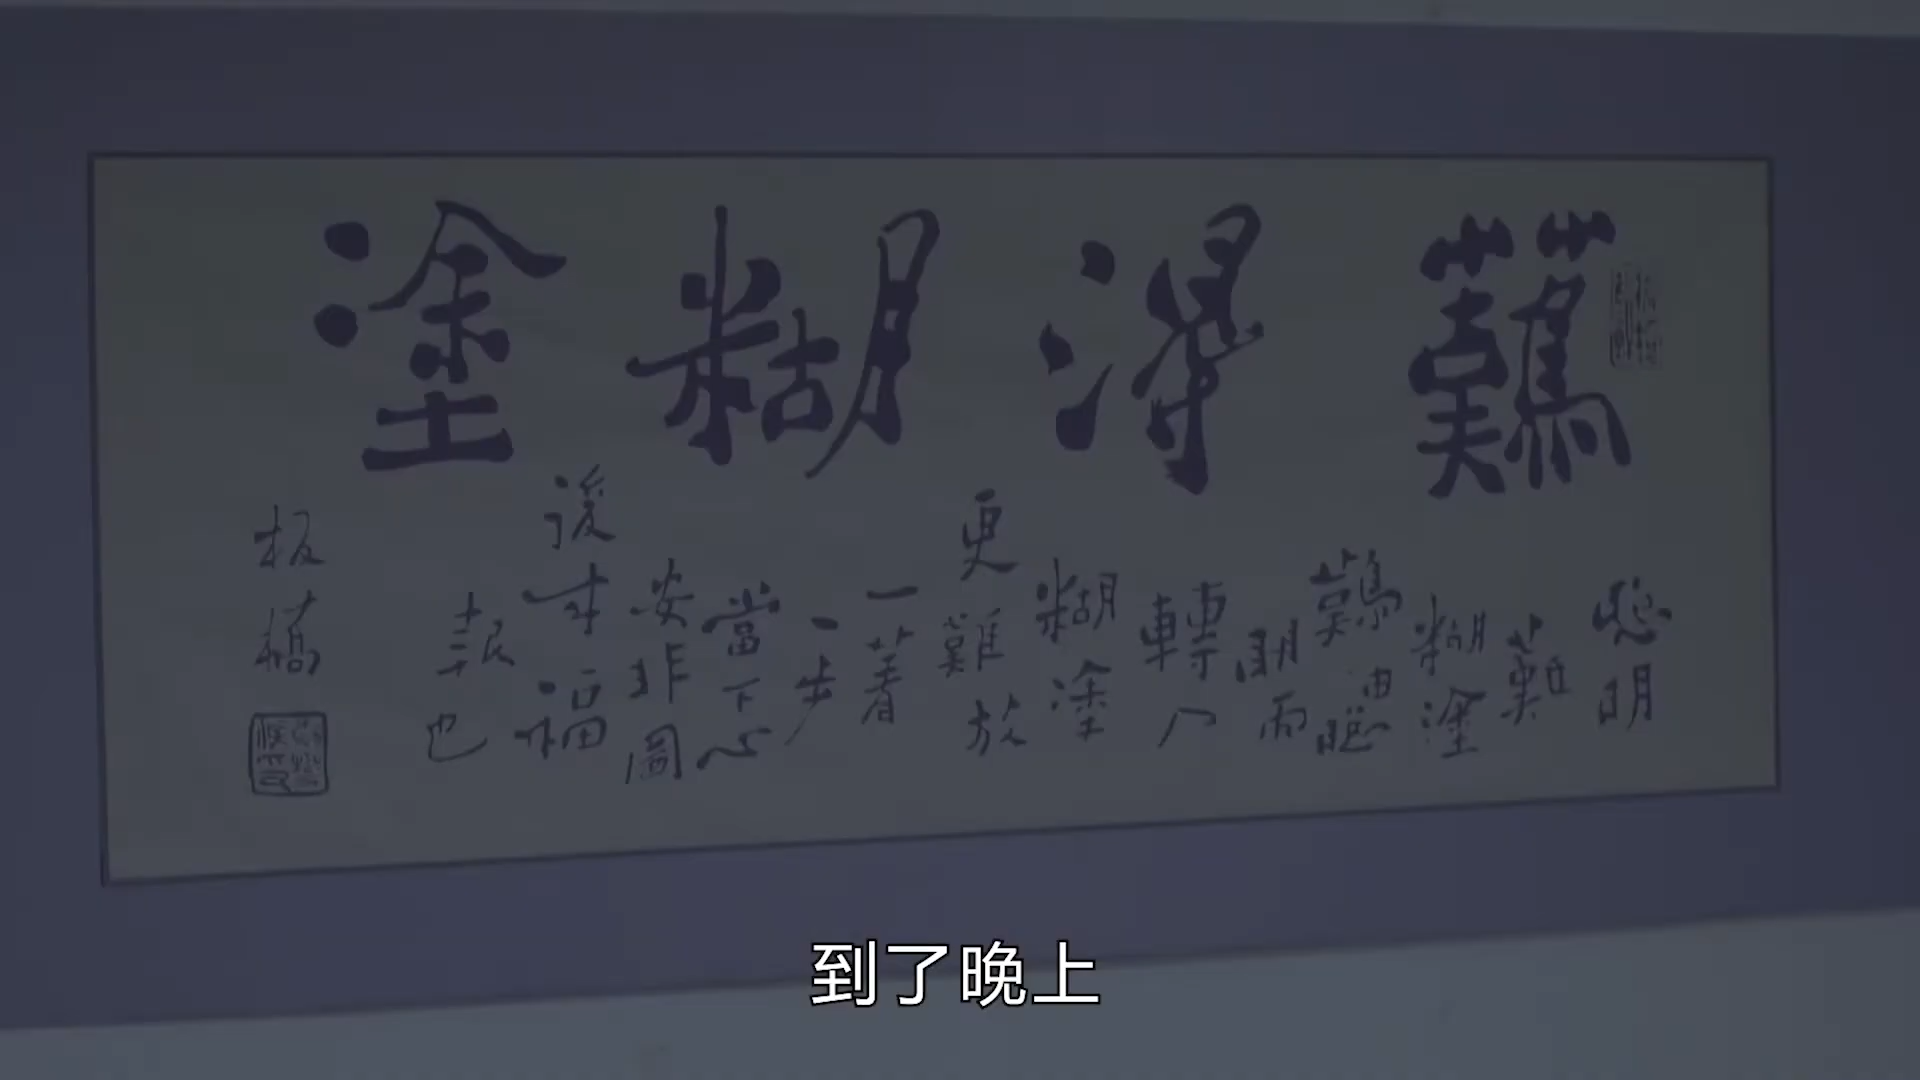 難得糊塗
聰明
難
糊塗
難由聰
明而
轉入
糊塗
更難放
一著
一步
當下心
安非圖
後來福
報也
板橋
到了晚上